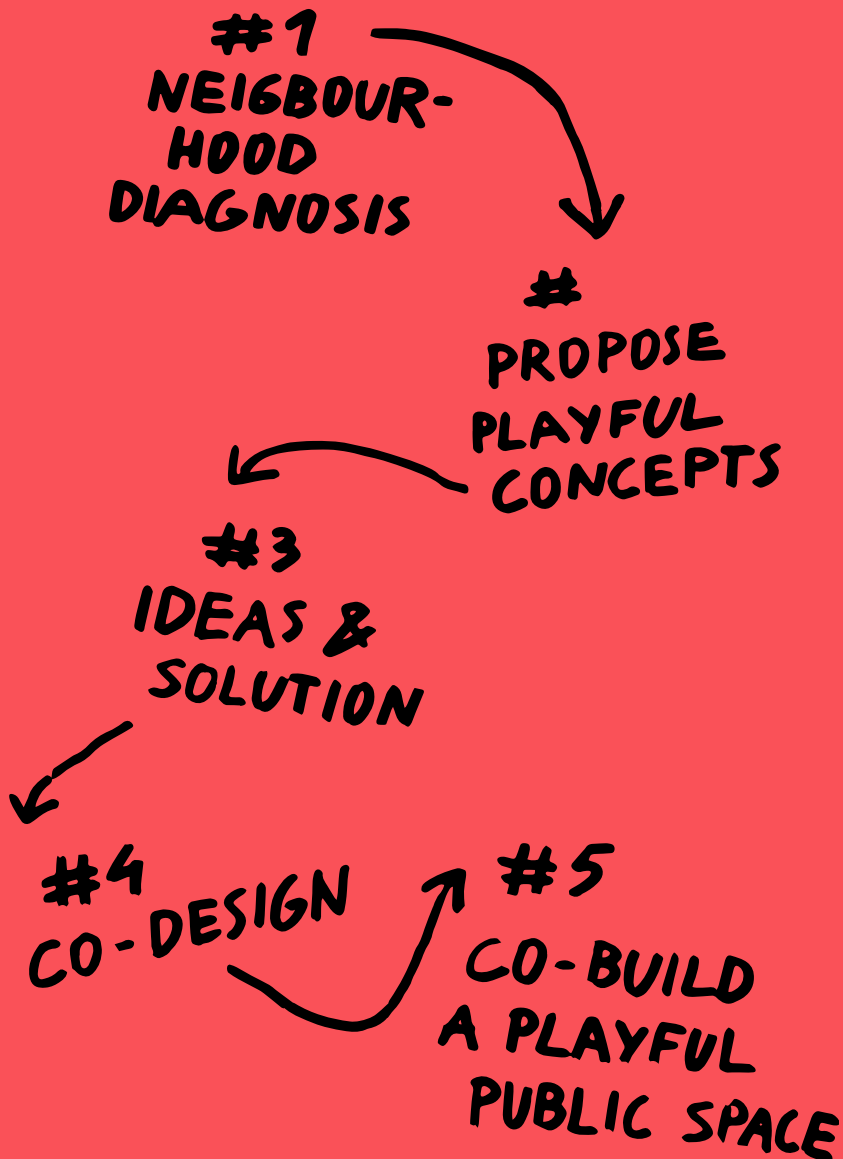 #1
NEIGBOUR-
HOOD
DIAGNOSIS
#
PROPOSE
PLAYFUL
CONCEPTS
#3
IDEAS &
SOLUTION
#4
CO-DESIGN
#5
CO-BUILD
A PLAYFUL
PUBLIC SPACE